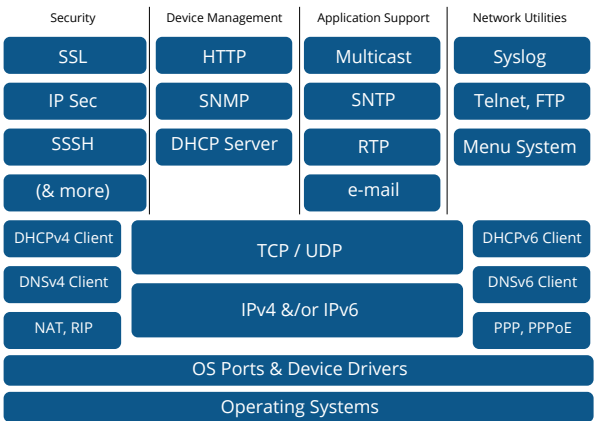 Security
Device Management
Application Support
Network Utilities
SSL
HTTP
Multicast
Syslog
IP Sec
SNMP
SNTP
Telnet, FTP
SSSH
DHCP Server
RTP
Menu System
(& more)
e-mail
DHCPv4 Client
TCP / UDP
DHCPv6 Client
DNSv4 Client
IPv4 &/or IPv6
DNSv6 Client
NAT, RIP
PPP, PPPoE
OS Ports & Device Drivers
Operating Systems